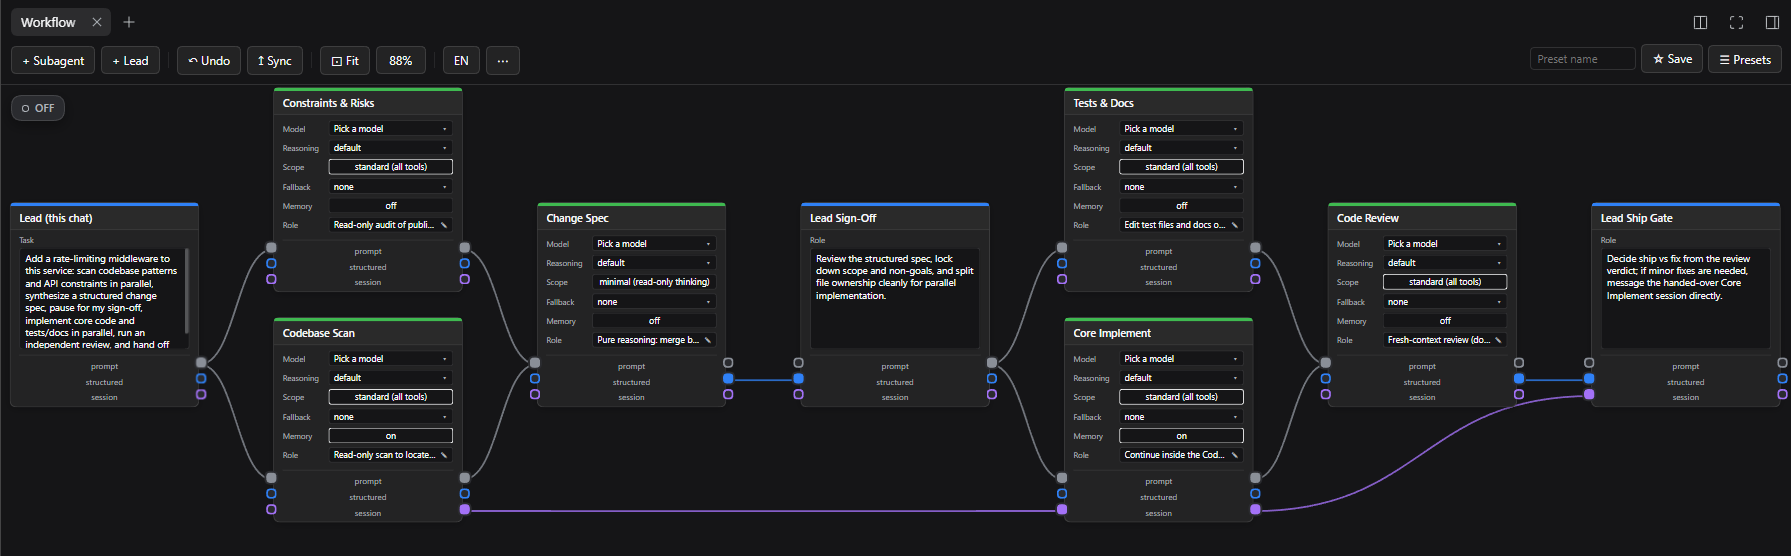 Workflow
+ Subagent
+ Lead
Undo
Sync
Fit
88%
EN
...
Preset name
Save
Presets
OFF
Lead (this chat)
Task
Add a rate-limiting middleware to
this service: scan codebase patterns
and API constraints in parallel,
synthesize a structured change
spec, pause for my sign-off,
implement core code and
tests/docs in parallel, run an
independent review, and hand off
prompt
structured
session
Constraints & Risks
Model Pick a model
Reasoning default
Scope standard (all tools)
Fallback none
Memory off
Role Read-only audit of publi...
prompt
structured
session
Codebase Scan
Model Pick a model
Reasoning default
Scope standard (all tools)
Fallback none
Memory on
Role Read-only scan to locate...
prompt
structured
session
Change Spec
Model Pick a model
Reasoning default
Scope minimal (read-only thinking)
Fallback none
Memory off
Role Pure reasoning: merge b...
prompt
structured
session
Lead Sign-Off
Role
Review the structured spec, lock
down scope and non-goals, and split
file ownership cleanly for parallel
implementation.
prompt
structured
session
Tests & Docs
Model Pick a model
Reasoning default
Scope standard (all tools)
Fallback none
Memory off
Role Edit test files and docs o...
prompt
structured
session
Core Implement
Model Pick a model
Reasoning default
Scope standard (all tools)
Fallback none
Memory on
Role Continue inside the Cod...
prompt
structured
session
Code Review
Model Pick a model
Reasoning default
Scope standard (all tools)
Fallback none
Memory off
Role Fresh-context review (do...
prompt
structured
session
Lead Ship Gate
Role
Decide ship vs fix from the review
verdict; if minor fixes are needed,
message the handed-over Core
Implement session directly.
prompt
structured
session